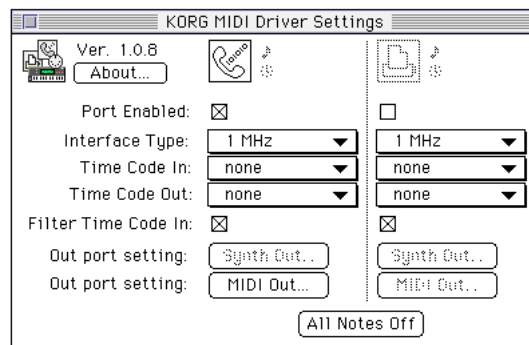 KORG MIDI Driver Settings
Ver. 1.0.8
About...
Port Enabled:
Interface Type: 1 MHz 1 MHz
Time Code In: none none
Time Code Out: none none
Filter Time Code In:
Out port setting: Synth Out.. Synth Out..
Out port setting: MIDI Out... MIDI Out..
All Notes Off